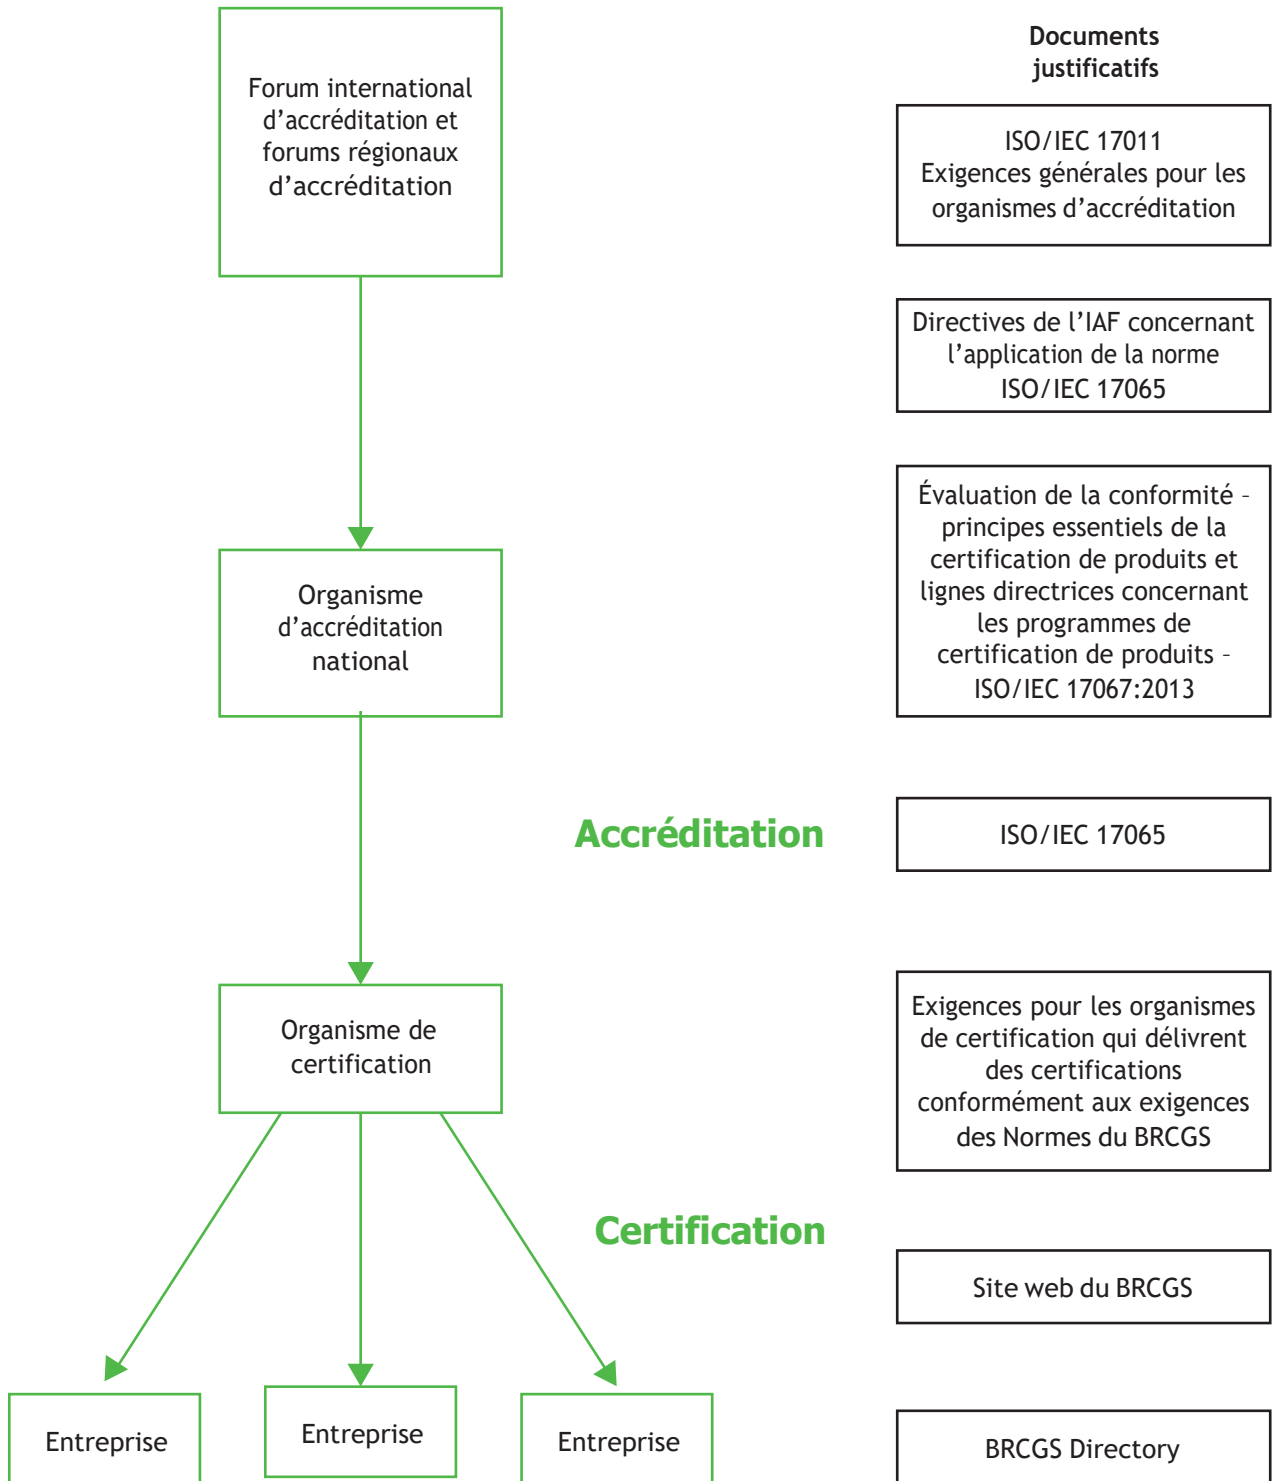 Forum international
d’accréditation et
forums régionaux
d’accréditation
Organisme
d’accréditation
national
Accréditation
Organisme de
certification
Certification
Entreprise
Entreprise
Entreprise
Documents
justificatifs
ISO/IEC 17011
Exigences générales pour les
organismes d’accréditation
Directives de l’IAF concernant
l’application de la norme
ISO/IEC 17065
Évaluation de la conformité –
principes essentiels de la
certification de produits et
lignes directrices concernant
les programmes de
certification de produits –
ISO/IEC 17067:2013
ISO/IEC 17065
Exigences pour les organismes
de certification qui délivrent
des certifications
conformément aux exigences
des Normes du BRCGS
Site web du BRCGS
BRCGS Directory